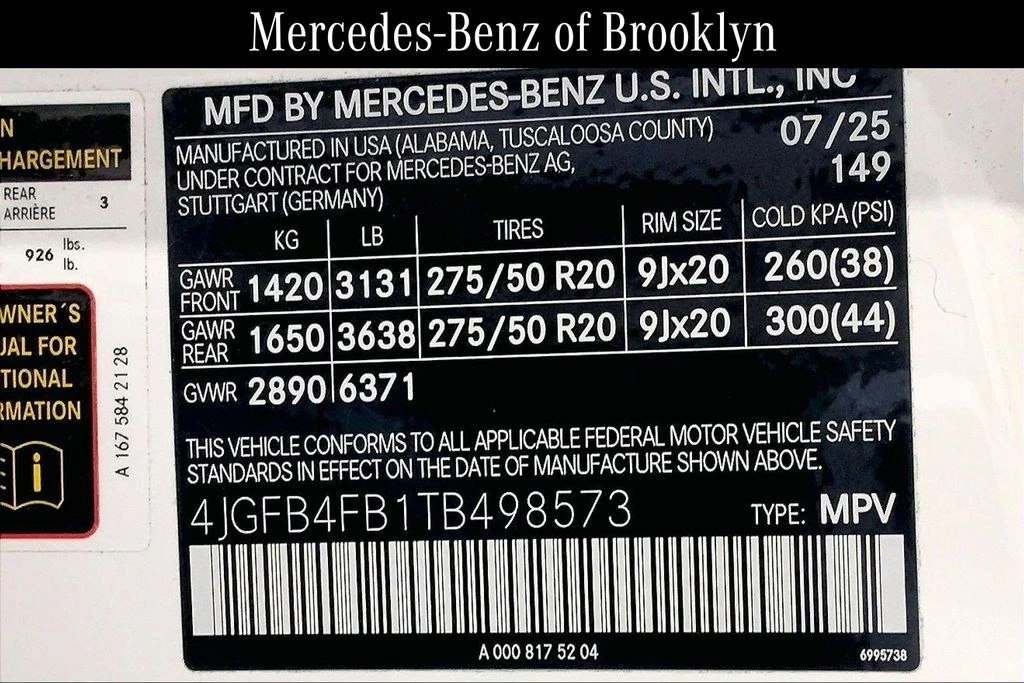 Mercedes-Benz of Brooklyn
MFD BY MERCEDES-BENZ U.S. INTL., INC
MANUFACTURED IN USA (ALABAMA, TUSCALOOSA COUNTY) 07/25
UNDER CONTRACT FOR MERCEDES-BENZ AG, 149
STUTTGART (GERMANY)
KG LB TIRES RIM SIZE COLD KPA (PSI)
GAWR FRONT 1420 3131 275/50 R20 9Jx20 260(38)
GAWR REAR 1650 3638 275/50 R20 9Jx20 300(44)
GVWR 2890 6371
THIS VEHICLE CONFORMS TO ALL APPLICABLE FEDERAL MOTOR VEHICLE SAFETY
STANDARDS IN EFFECT ON THE DATE OF MANUFACTURE SHOWN ABOVE.
4JGFB4FB1TB498573 TYPE: MPV
A 000 817 52 04 6995738
N
HARGEMENT
REAR
ARRIÈRE 3
926 lbs.
lb.
WNER´S
UAL FOR
TIONAL
RMATION
i
A 167 584 21 28